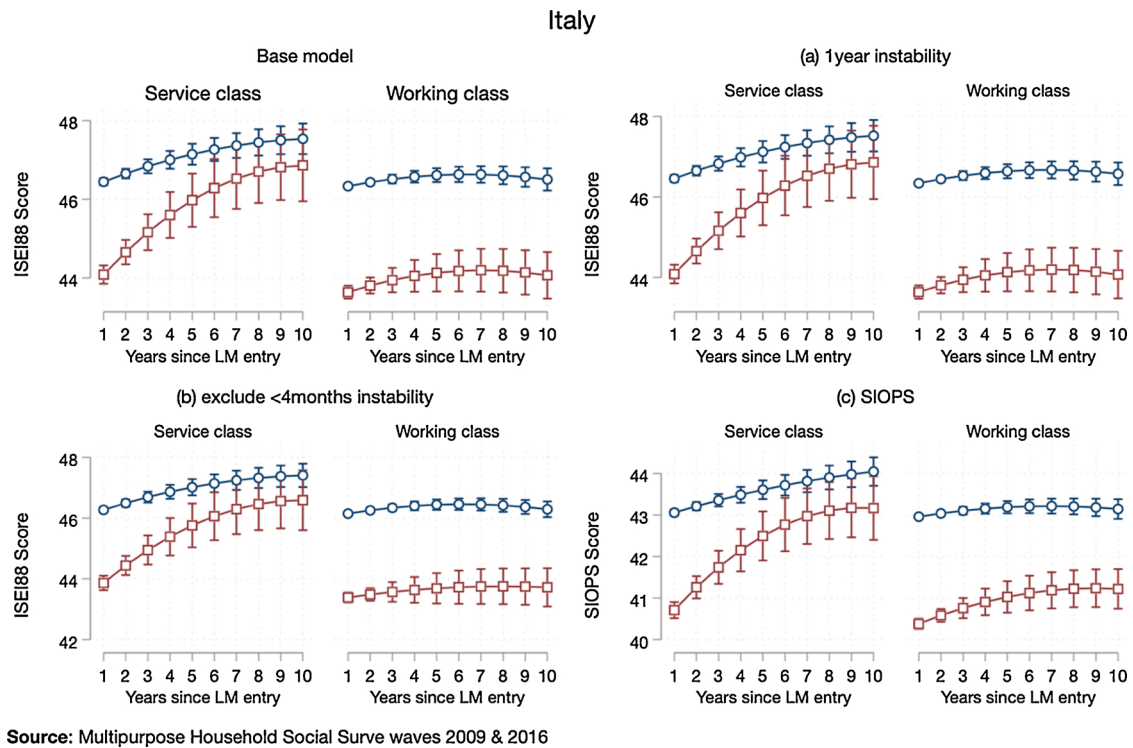 Italy
Base model
Service class
Working class
ISEI88 Score
48
46
44
1 2 3 4 5 6 7 8 9 10
1 2 3 4 5 6 7 8 9 10
Years since LM entry
Years since LM entry
(a) 1year instability
Service class
Working class
ISEI88 Score
48
46
44
1 2 3 4 5 6 7 8 9 10
1 2 3 4 5 6 7 8 9 10
Years since LM entry
Years since LM entry
(b) exclude <4months instability
Service class
Working class
ISEI88 Score
48
46
44
42
1 2 3 4 5 6 7 8 9 10
1 2 3 4 5 6 7 8 9 10
Years since LM entry
Years since LM entry
(c) SIOPS
Service class
Working class
SIOPS Score
44
43
42
41
40
1 2 3 4 5 6 7 8 9 10
1 2 3 4 5 6 7 8 9 10
Years since LM entry
Years since LM entry
Source: Multipurpose Household Social Surve waves 2009 & 2016